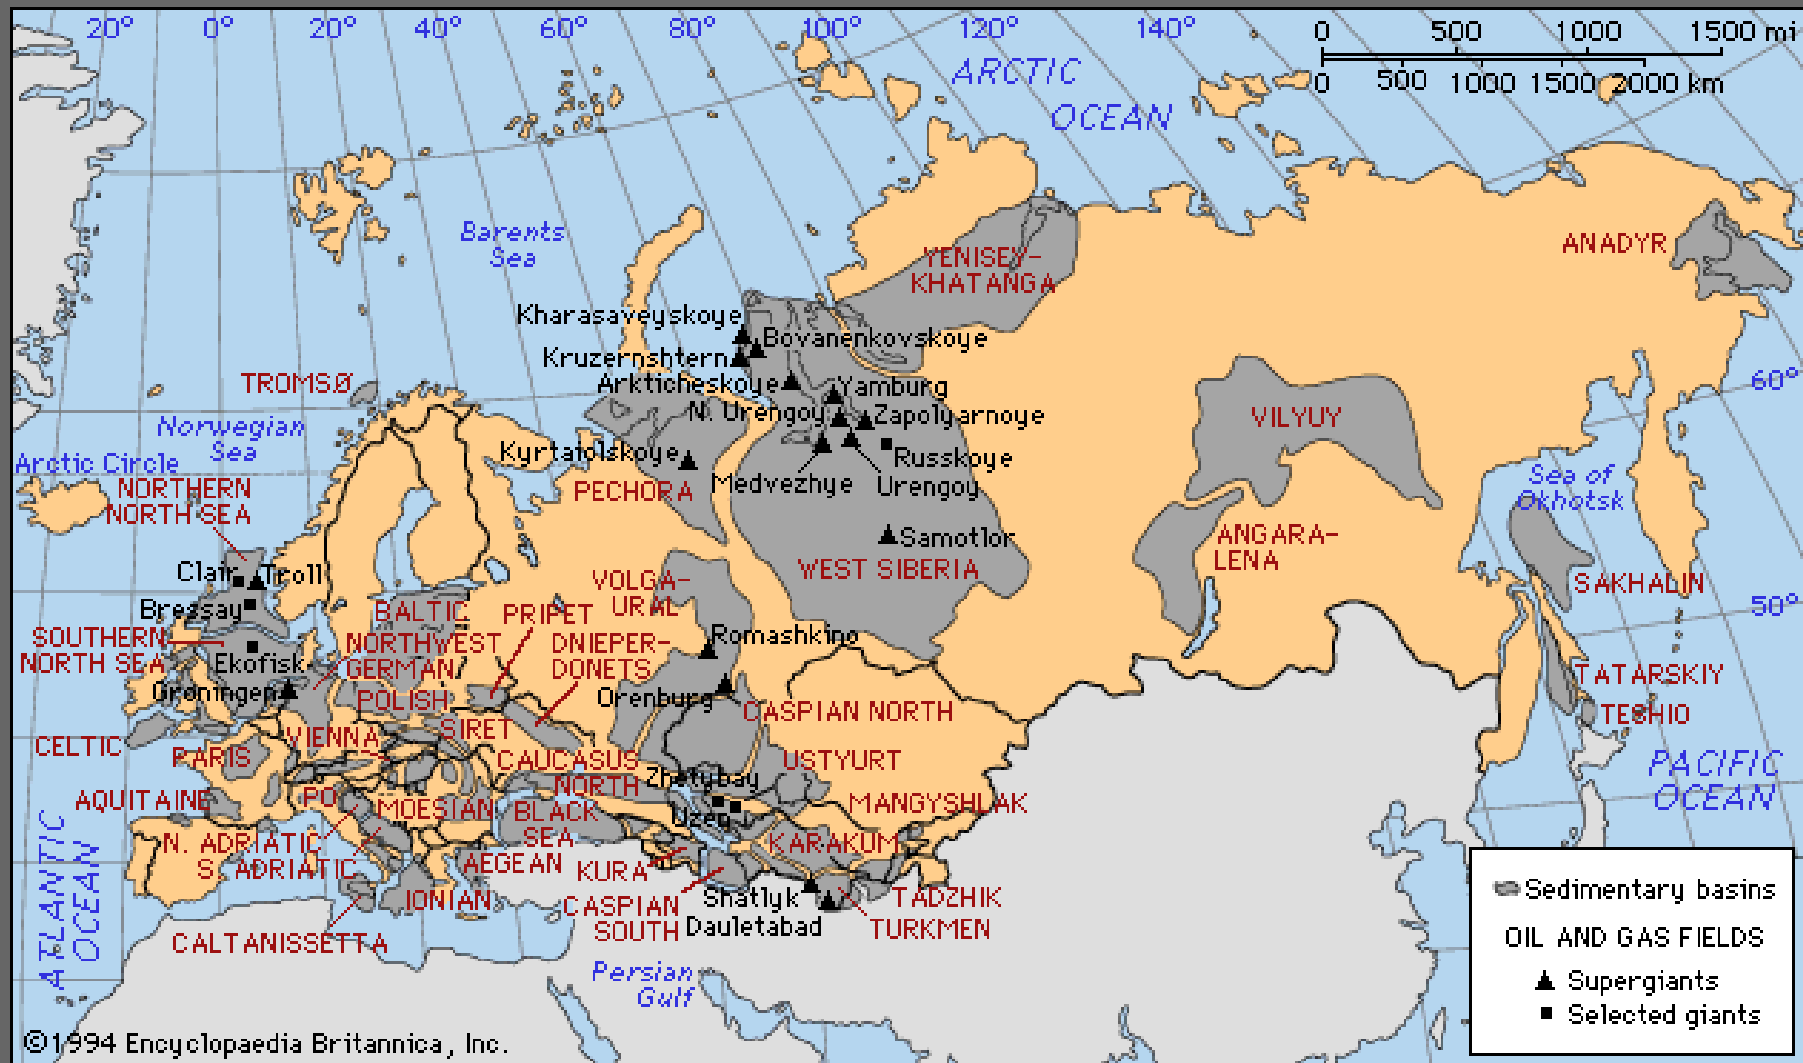 20°
0°
20°
40°
60°
80°
100°
120°
140°
0 500 1000 1500 mi
0 500 1000 1500 2000 km
ARCTIC
OCEAN
Barents
Sea
ANADYR
YENISEY-
KHATANGA
Kharasaveyskoye
Bovanenkovskoye
Kruzernshtern
Arkticheskoye
Yamburg
N. Urengoy
Zapolyarnoye
TROMSØ
60°
VILYUY
Norwegian
Sea
Arctic Circle
Kyrtaiolskoye
Russkoye
Medvezhye
Urengoy
PECHORA
Sea of
Okhotsk
NORTHERN
NORTH SEA
Samotlor
ANGARA-
LENA
WEST SIBERIA
Clair
Troll
VOLGA-
URAL
SAKHALIN
50°
Bressay
BALTIC
PRIPET
SOUTHERN
NORTH SEA
NORTHWEST
GERMAN
DNIEPER-
DONETS
Romashkino
Ekofisk
Groningen
POLISH
Orenburg
TATARSKIY
CASPIAN NORTH
TESHIO
SIRET
CELTIC
VIENNA
PARIS
CAUCASUS
NORTH
USTYURT
Zhetybay
PACIFIC
OCEAN
AQUITAINE
PO
MOESIAN
BLACK
SEA
Uzen
MANGYSHLAK
N. ADRIATIC
S. ADRIATIC
AEGEAN
KURA
KARAKUM
ATLANTIC
OCEAN
IONIAN
CASPIAN
SOUTH
Shatlyk
Dauletabad
TADZHIK
TURKMEN
CALTANISSETTA
Persian
Gulf
Sedimentary basins
OIL AND GAS FIELDS
Supergiants
Selected giants
©1994 Encyclopaedia Britannica, Inc.